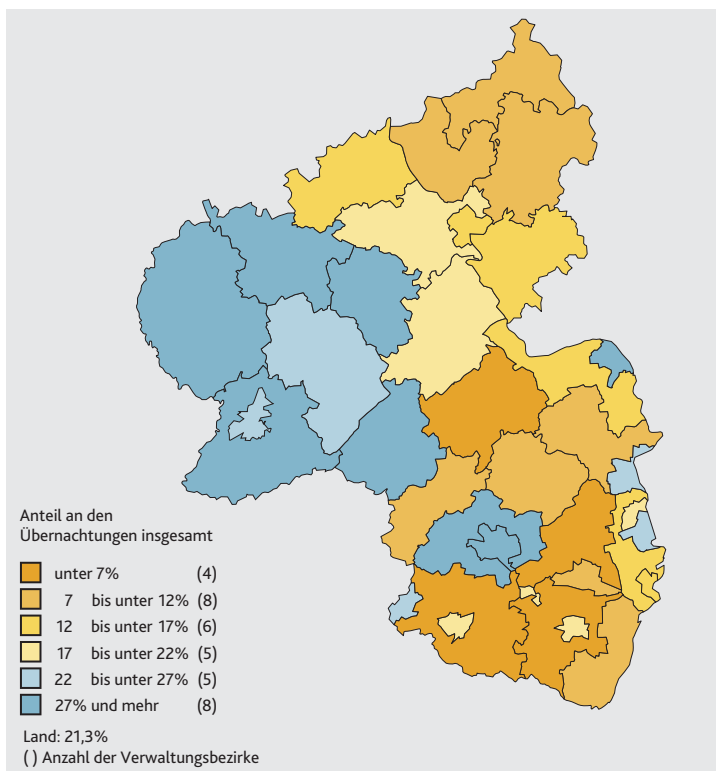 Anteil an den
Übernachtungen insgesamt
unter 7% (4)
7 bis unter 12% (8)
12 bis unter 17% (6)
17 bis unter 22% (5)
22 bis unter 27% (5)
27% und mehr (8)
Land: 21,3%
( ) Anzahl der Verwaltungsbezirke